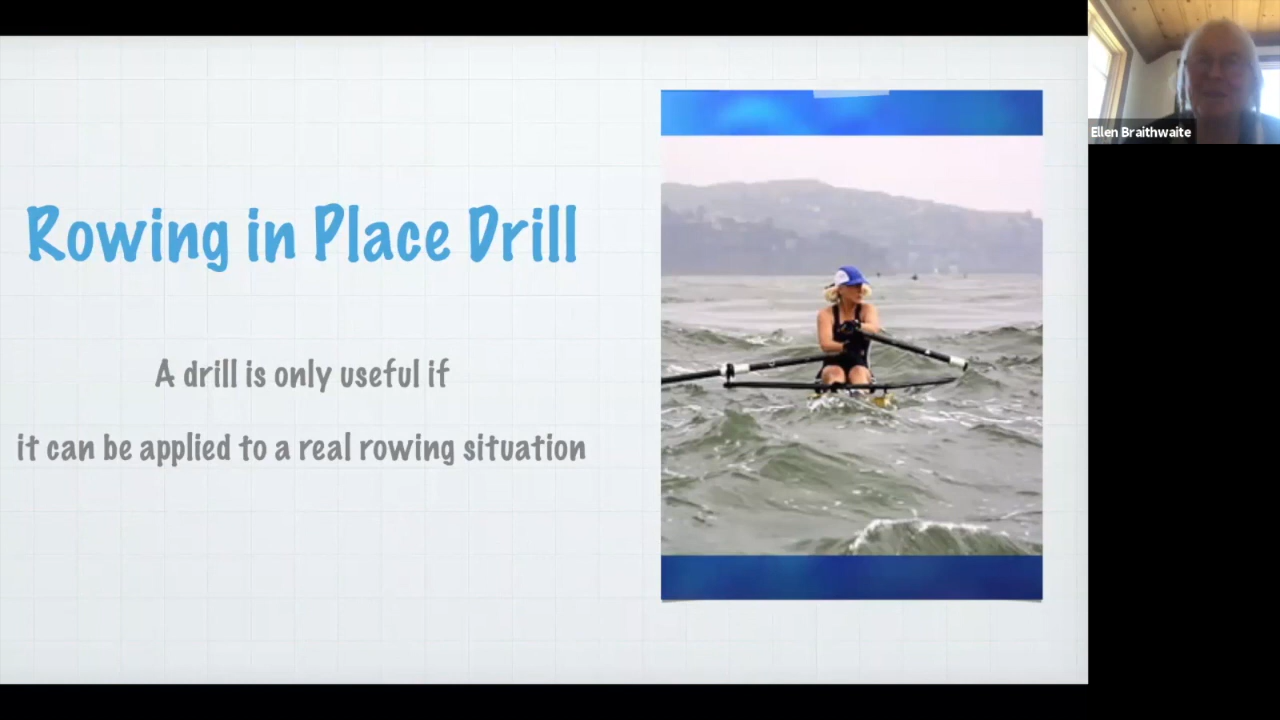 Rowing in Place Drill
A drill is only useful if
it can be applied to a real rowing situation
Ellen Braithwaite